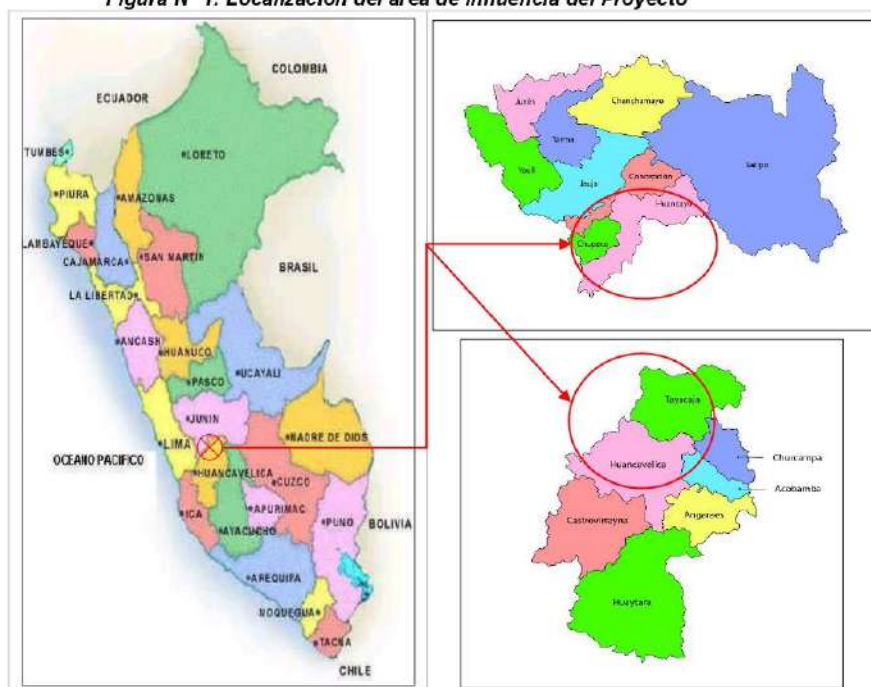 Figura N° 1: Localización del área de influencia del Proyecto
COLOMBIA
ECUADOR
TUMBES
LORETO
PIURA
AMAZONAS
LAMBAYEQUE
CAJAMARCA
SAN MARTIN
BRASIL
LA LIBERTAD
ANCASH
HUANUCO
UCAYALI
PASCO
JUNIN
LIMA
MADRE DE DIOS
OCEANO PACIFICO
HUANCAVELICA
CUZCO
ICA
APURIMAC
AYACUCHO
PUNO
BOLIVIA
AREQUIPA
MOQUEGUA
TACNA
CHILE
Junín
Chanchamayo
Tarma
Yauli
Satipo
Jauja
Concepción
Huancayo
Chupaca
Tayacaja
Huancavelica
Churcampa
Acobamba
Castrovirreyna
Angaraes
Huaytara